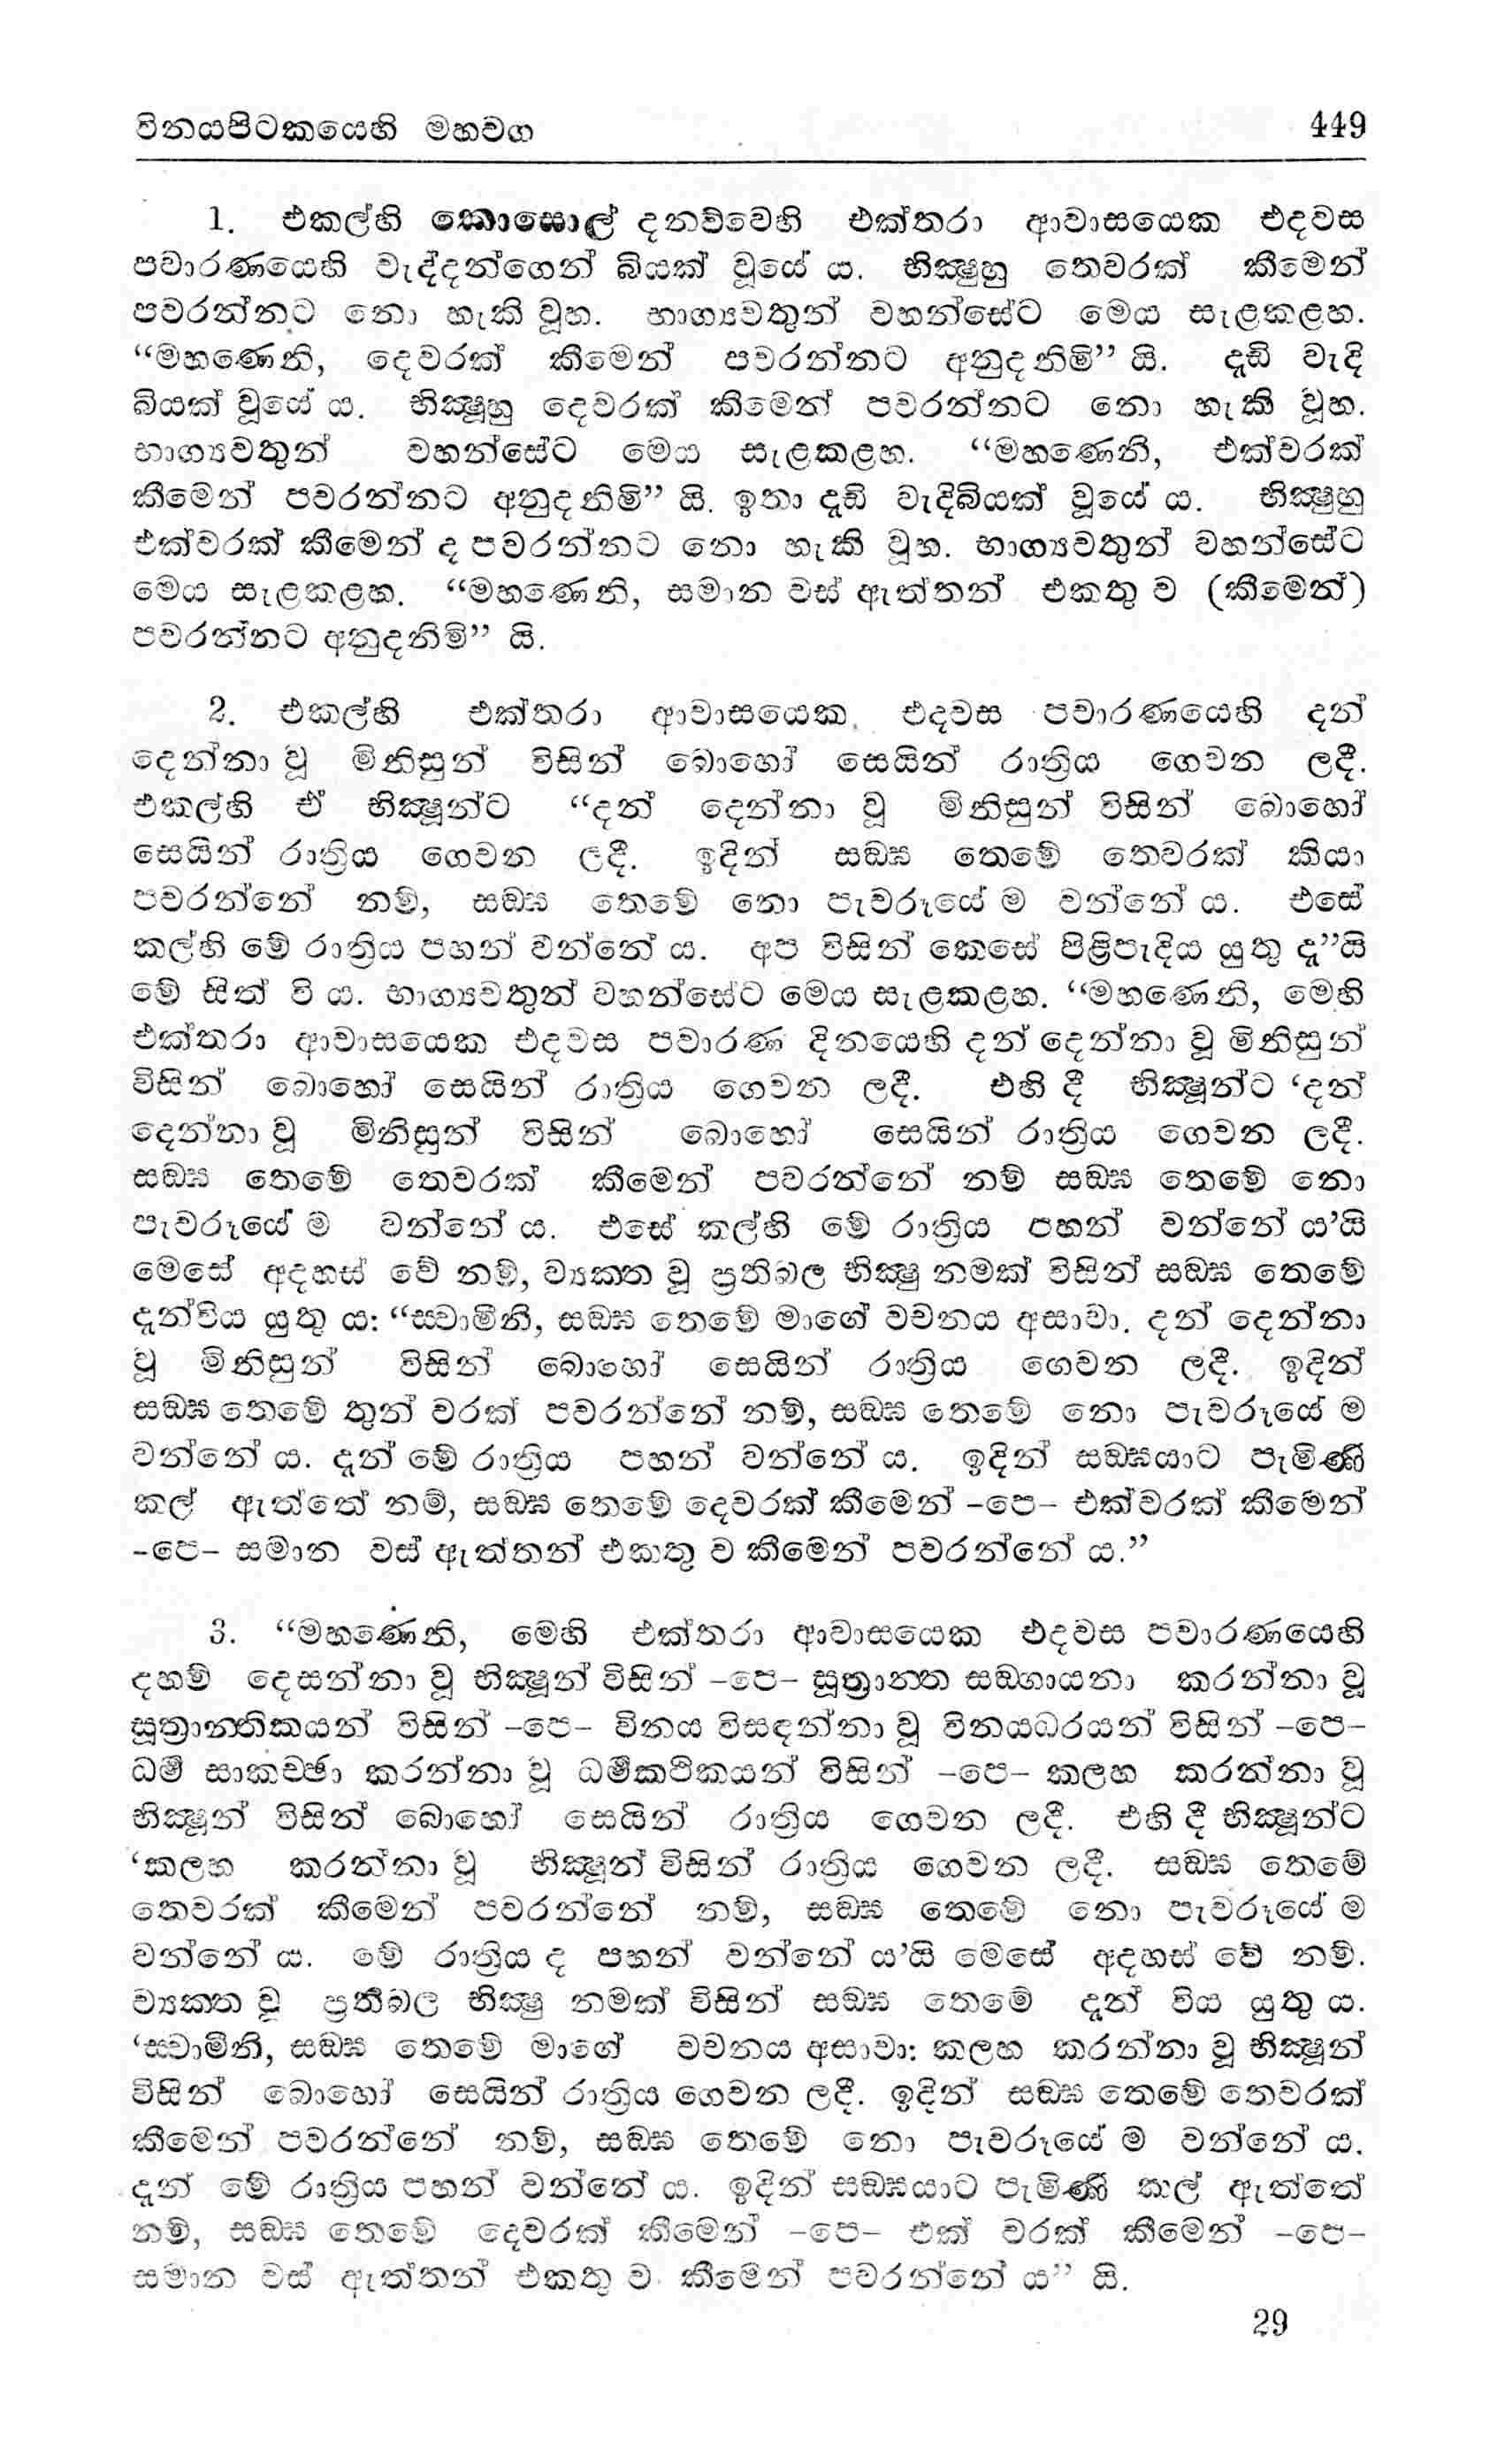 විනයපිටකයෙහි මහවග 449
1. එකල්හි කොසොල් දනව්වෙහි එක්තරා ආවාසයෙක එදවස
පවාරණයෙහි වැද්දන්ගෙන් බියක් වූයේ ය. භික්‍ෂුහු තෙවරක් කීමෙන්
පවරන්නට නො හැකි වූහ. භාග්‍යවතුන් වහන්සේට මෙය සැළකළහ.
“මහණෙනි, දෙවරක් කීමෙන් පවරන්නට අනුදනිමි” යි. දැඩි වැදි
බියක් වූයේ ය. භික්‍ෂූහු දෙවරක් කීමෙන් පවරන්නට නො හැකි වූහ.
භාග්‍යවතුන් වහන්සේට මෙය සැළකළහ. “මහණෙනි, එක්වරක්
කීමෙන් පවරන්නට අනුදනිමි” යි. ඉතා දැඩි වැදිබියක් වූයේ ය. භික්‍ෂුහු
එක්වරක් කීමෙන් ද පවරන්නට නො හැකි වූහ. භාග්‍යවතුන් වහන්සේට
මෙය සැළකළහ. “මහණෙනි, සමාන වස් ඇත්තන් එකතු ව (කීමෙන්)
පවරන්නට අනුදනිමි” යි.
2. එකල්හි එක්තරා ආවාසයෙක එදවස පවාරණයෙහි දන්
දෙන්නා වූ මිනිසුන් විසින් බොහෝ සෙයින් රාත්‍රිය ගෙවන ලදී.
එකල්හි ඒ භික්‍ෂූන්ට “දන් දෙන්නා වූ මිනිසුන් විසින් බොහෝ
සෙයින් රාත්‍රිය ගෙවන ලදී. ඉදින් සඞ්ඝ තෙමේ තෙවරක් කියා
පවරන්නේ නම්, සඞ්ඝ තෙමේ නො පැවරූයේ ම වන්නේ ය. එසේ
කල්හි මේ රාත්‍රිය පහන් වන්නේ ය. අප විසින් කෙසේ පිළිපැදිය යුතු දැ”යි
මේ සිත් වි ය. භාග්‍යවතුන් වහන්සේට මෙය සැළකළහ. “මහණෙනි, මෙහි
එක්තරා ආවාසයෙක එදවස පවාරණ දිනයෙහි දන් දෙන්නා වූ මිනිසුන්
විසින් බොහෝ සෙයින් රාත්‍රිය ගෙවන ලදී. එහි දී භික්‍ෂූන්ට ‘දන්
දෙන්නා වූ මිනිසුන් විසින් බොහෝ සෙයින් රාත්‍රිය ගෙවන ලදී.
සඞ්ඝ තෙමේ තෙවරක් කීමෙන් පවරන්නේ නම් සඞ්ඝ තෙමේ නො
පැවරූයේ ම වන්නේ ය. එසේ කල්හි මේ රාත්‍රිය පහන් වන්නේ ය’යි
මෙසේ අදහස් වේ නම්, ව්‍යක්ත වූ ප්‍රතිබල භික්‍ෂු නමක් විසින් සඞ්ඝ තෙමේ
දැන්විය යුතු ය: “ස්වාමීනි, සඞ්ඝ තෙමේ මාගේ වචනය අසාවා. දන් දෙන්නා
වූ මිනිසුන් විසින් බොහෝ සෙයින් රාත්‍රිය ගෙවන ලදී. ඉදින්
සඞ්ඝ තෙමේ තුන් වරක් පවරන්නේ නම්, සඞ්ඝ තෙමේ නො පැවරූයේ ම
වන්නේ ය. දැන් මේ රාත්‍රිය පහන් වන්නේ ය. ඉදින් සඞ්ඝයාට පැමිණි
කල් ඇත්තේ නම්, සඞ්ඝ තෙමේ දෙවරක් කීමෙන් –පෙ– එක්වරක් කීමෙන්
–පෙ– සමාන වස් ඇත්තන් එකතු ව කීමෙන් පවරන්නේ ය.”
3. “මහණෙනි, මෙහි එක්තරා ආවාසයෙක එදවස පවාරණයෙහි
දහම් දෙසන්නා වූ භික්‍ෂූන් විසින් –පෙ– සූත්‍රාන්ත සඞ්ගායනා කරන්නා වූ
සූත්‍රාන්තිකයන් විසින් –පෙ– විනය විසඳන්නා වූ විනයධරයන් විසින් –පෙ–
ධර්‍ම සාකච්ඡා කරන්නා වූ ධර්‍මකථිකයන් විසින් –පෙ– කලහ කරන්නා වූ
භික්‍ෂූන් විසින් බොහෝ සෙයින් රාත්‍රිය ගෙවන ලදී. එහි දී භික්‍ෂූන්ට
‘කලහ කරන්නා වූ භික්‍ෂූන් විසින් රාත්‍රිය ගෙවන ලදී. සඞ්ඝ තෙමේ
තෙවරක් කීමෙන් පවරන්නේ නම්, සඞ්ඝ තෙමේ නො පැවරූයේ ම
වන්නේ ය. මේ රාත්‍රිය ද පහන් වන්නේ ය’යි මෙසේ අදහස් වේ නම්.
ව්‍යක්ත වූ ප්‍රතීබල භික්‍ෂු නමක් විසින් සඞ්ඝ තෙමේ දැන් විය යුතු ය.
‘ස්වාමීනි, සඞ්ඝ තෙමේ මාගේ වචනය අසාවා: කලහ කරන්නා වූ භික්‍ෂූන්
විසින් බොහෝ සෙයින් රාත්‍රිය ගෙවන ලදී. ඉදින් සඞ්ඝ තෙමේ තෙවරක්
කීමෙන් පවරන්නේ නම්, සඞ්ඝ තෙමේ නො පැවරූයේ ම වන්නේ ය.
දැන් මේ රාත්‍රිය පහන් වන්නේ ය. ඉදින් සඞ්ඝයාට පැමිණි කල් ඇත්තේ
නම්, සඞ්ඝ තෙමේ දෙවරක් කීමෙන් –පෙ– එක් වරක් කීමෙන් –පෙ–
සමාන වස් ඇත්තන් එකතු ව කීමෙන් පවරන්නේ ය” යි.
29